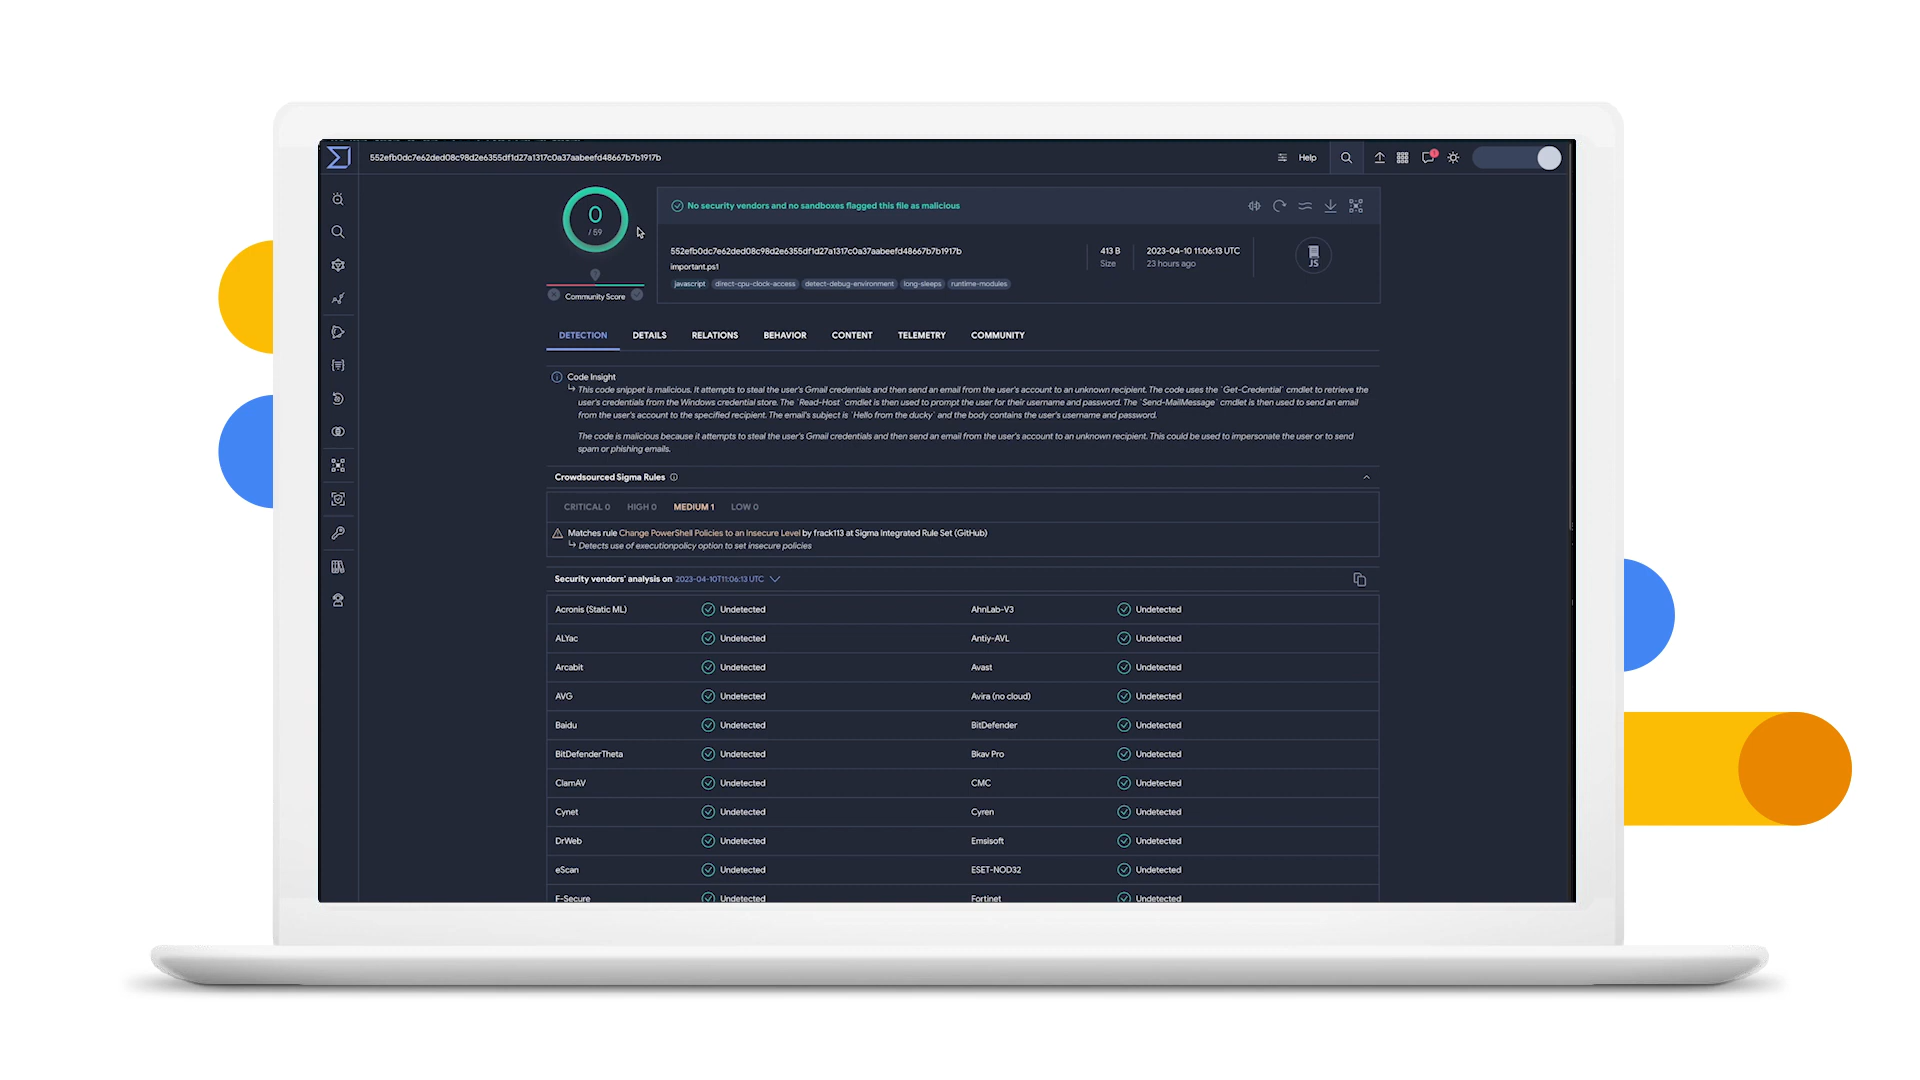 552efb0dc7e62ded08c98d2e6355df1d27a1317c0a37aabeefd48667b7b1917b
Help
0
/ 59
Community Score
No security vendors and no sandboxes flagged this file as malicious
552efb0dc7e62ded08c98d2e6355df1d27a1317c0a37aabeefd48667b7b1917b
important.ps1
javascript direct-cpu-clock-access detect-debug-environment long-sleeps runtime-modules
413 B
Size
2023-04-10 11:06:13 UTC
23 hours ago
JS
DETECTION DETAILS RELATIONS BEHAVIOR CONTENT TELEMETRY COMMUNITY
Code Insight
This code snippet is malicious. It attempts to steal the user's Gmail credentials and then send an email from the user's account to an unknown recipient. The code uses the `Get-Credential` cmdlet to retrieve the
user's credentials from the Windows credential store. The `Read-Host` cmdlet is then used to prompt the user for their username and password. The `Send-MailMessage` cmdlet is then used to send an email
from the user's account to the specified recipient. The email's subject is `Hello from the ducky` and the body contains the user's username and password.
The code is malicious because it attempts to steal the user's Gmail credentials and then send an email from the user's account to an unknown recipient. This could be used to impersonate the user or to send
spam or phishing emails.
Crowdsourced Sigma Rules
CRITICAL 0 HIGH 0 MEDIUM 1 LOW 0
Matches rule Change PowerShell Policies to an Insecure Level by frack113 at Sigma Integrated Rule Set (GitHub)
Detects use of executionpolicy option to set insecure policies
Security vendors' analysis on 2023-04-10T11:06:13 UTC
Acronis (Static ML) Undetected AhnLab-V3 Undetected
ALYac Undetected Antiy-AVL Undetected
Arcabit Undetected Avast Undetected
AVG Undetected Avira (no cloud) Undetected
Baidu Undetected BitDefender Undetected
BitDefenderTheta Undetected Bkav Pro Undetected
ClamAV Undetected CMC Undetected
Cynet Undetected Cyren Undetected
DrWeb Undetected Emsisoft Undetected
eScan Undetected ESET-NOD32 Undetected
F-Secure Undetected Fortinet Undetected